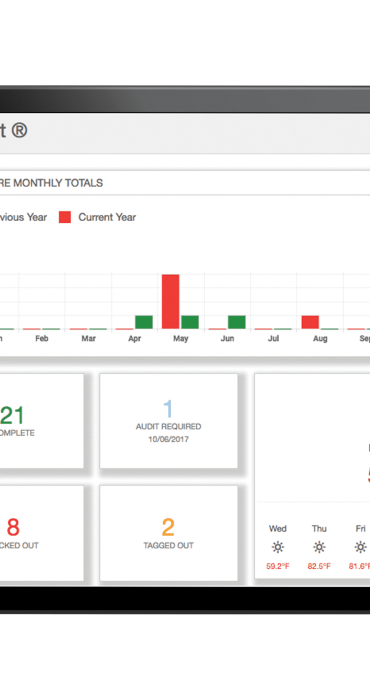 t ®
RE MONTHLY TOTALS
vious Year Current Year
n Feb Mar Apr May Jun Jul Aug Sep
21
OMPLETE
1
AUDIT REQUIRED
10/06/2017
8
CKED OUT
2
TAGGED OUT
Wed Thu Fri
59.2°F 82.5°F 81.6°F